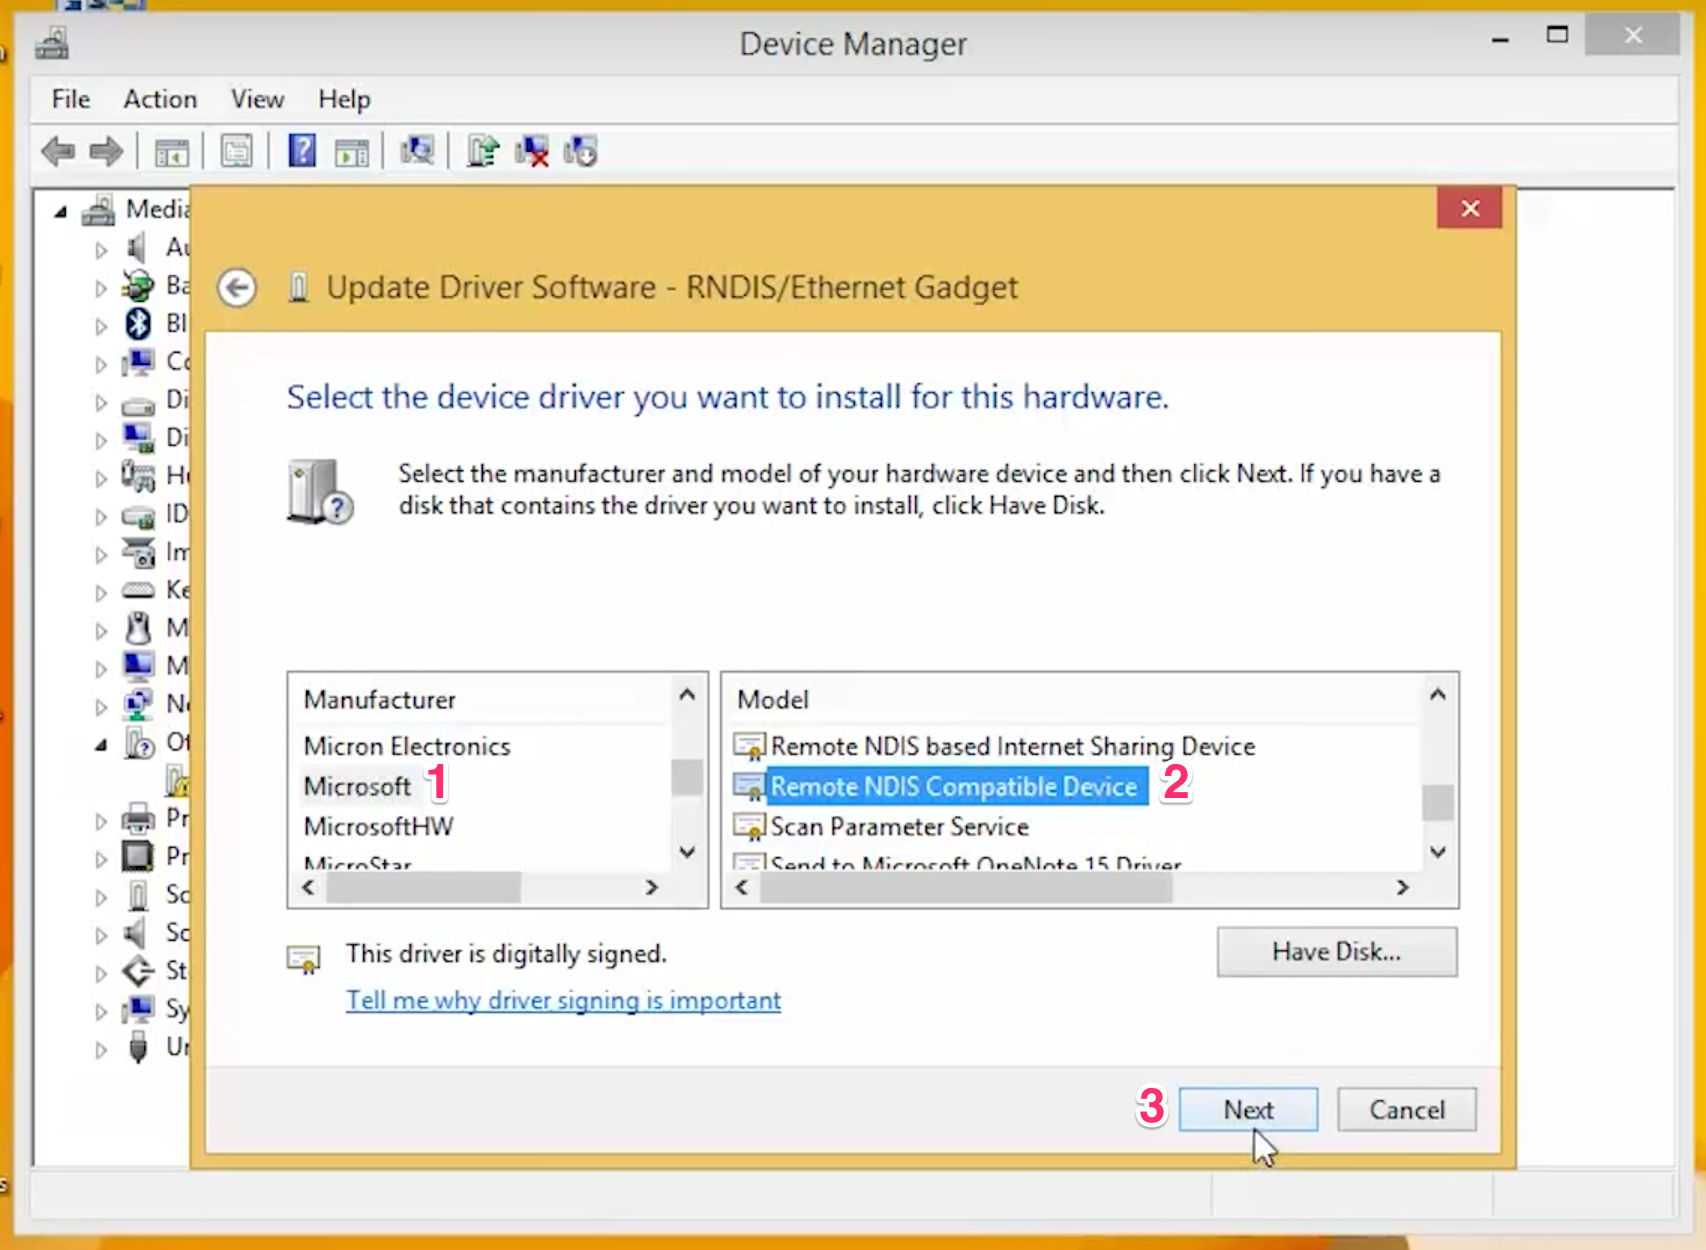 Device Manager
File Action View Help
Media
Au
Ba
Bl
Co
Di
Di
Hu
ID
Im
Ke
M
M
Ne
Ot
Pr
Pr
So
So
St
Sy
Un
Update Driver Software - RNDIS/Ethernet Gadget
Select the device driver you want to install for this hardware.
Select the manufacturer and model of your hardware device and then click Next. If you have a
disk that contains the driver you want to install, click Have Disk.
Manufacturer
Micron Electronics
Microsoft 1
MicrosoftHW
MicroStar
Model
Remote NDIS based Internet Sharing Device
Remote NDIS Compatible Device 2
Scan Parameter Service
Send to Microsoft OneNote 15 Driver
This driver is digitally signed.
Have Disk...
Tell me why driver signing is important
3 Next Cancel